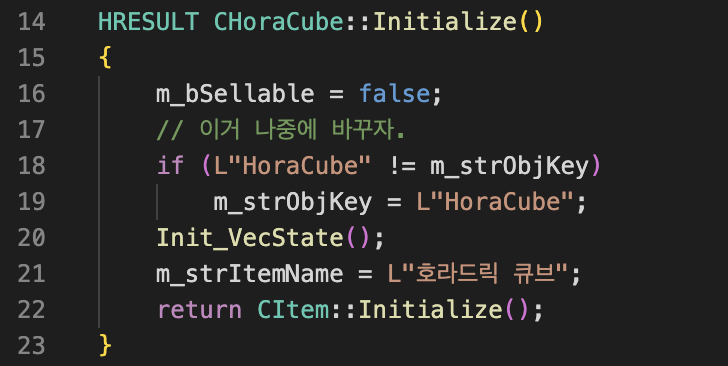 14 HRESULT CHoraCube::Initialize()
15 {
16 m_bSellable = false;
17 // 이거 나중에 바꾸자.
18 if (L"HoraCube" != m_strObjKey)
19 m_strObjKey = L"HoraCube";
20 Init_VecState();
21 m_strItemName = L"호라드릭 큐브";
22 return CItem::Initialize();
23 }